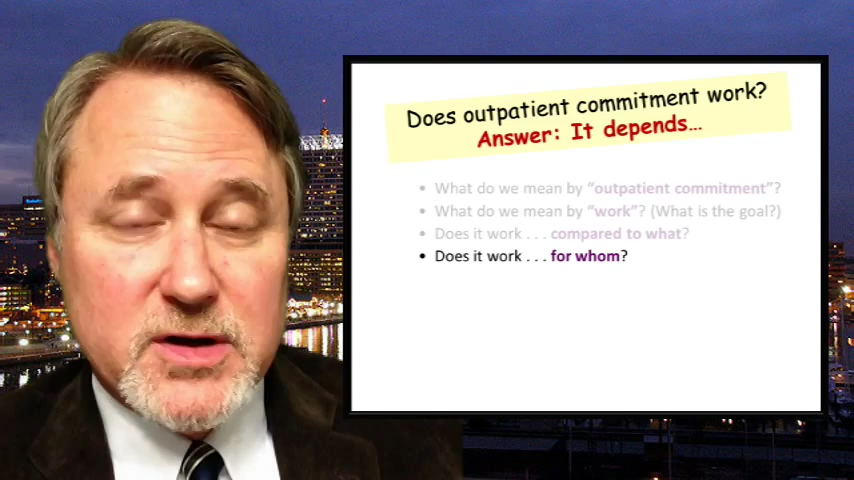 Does outpatient commitment work?
Answer: It depends...
• What do we mean by “outpatient commitment”?
• What do we mean by “work”? (What is the goal?)
• Does it work . . . compared to what?
• Does it work . . . for whom?